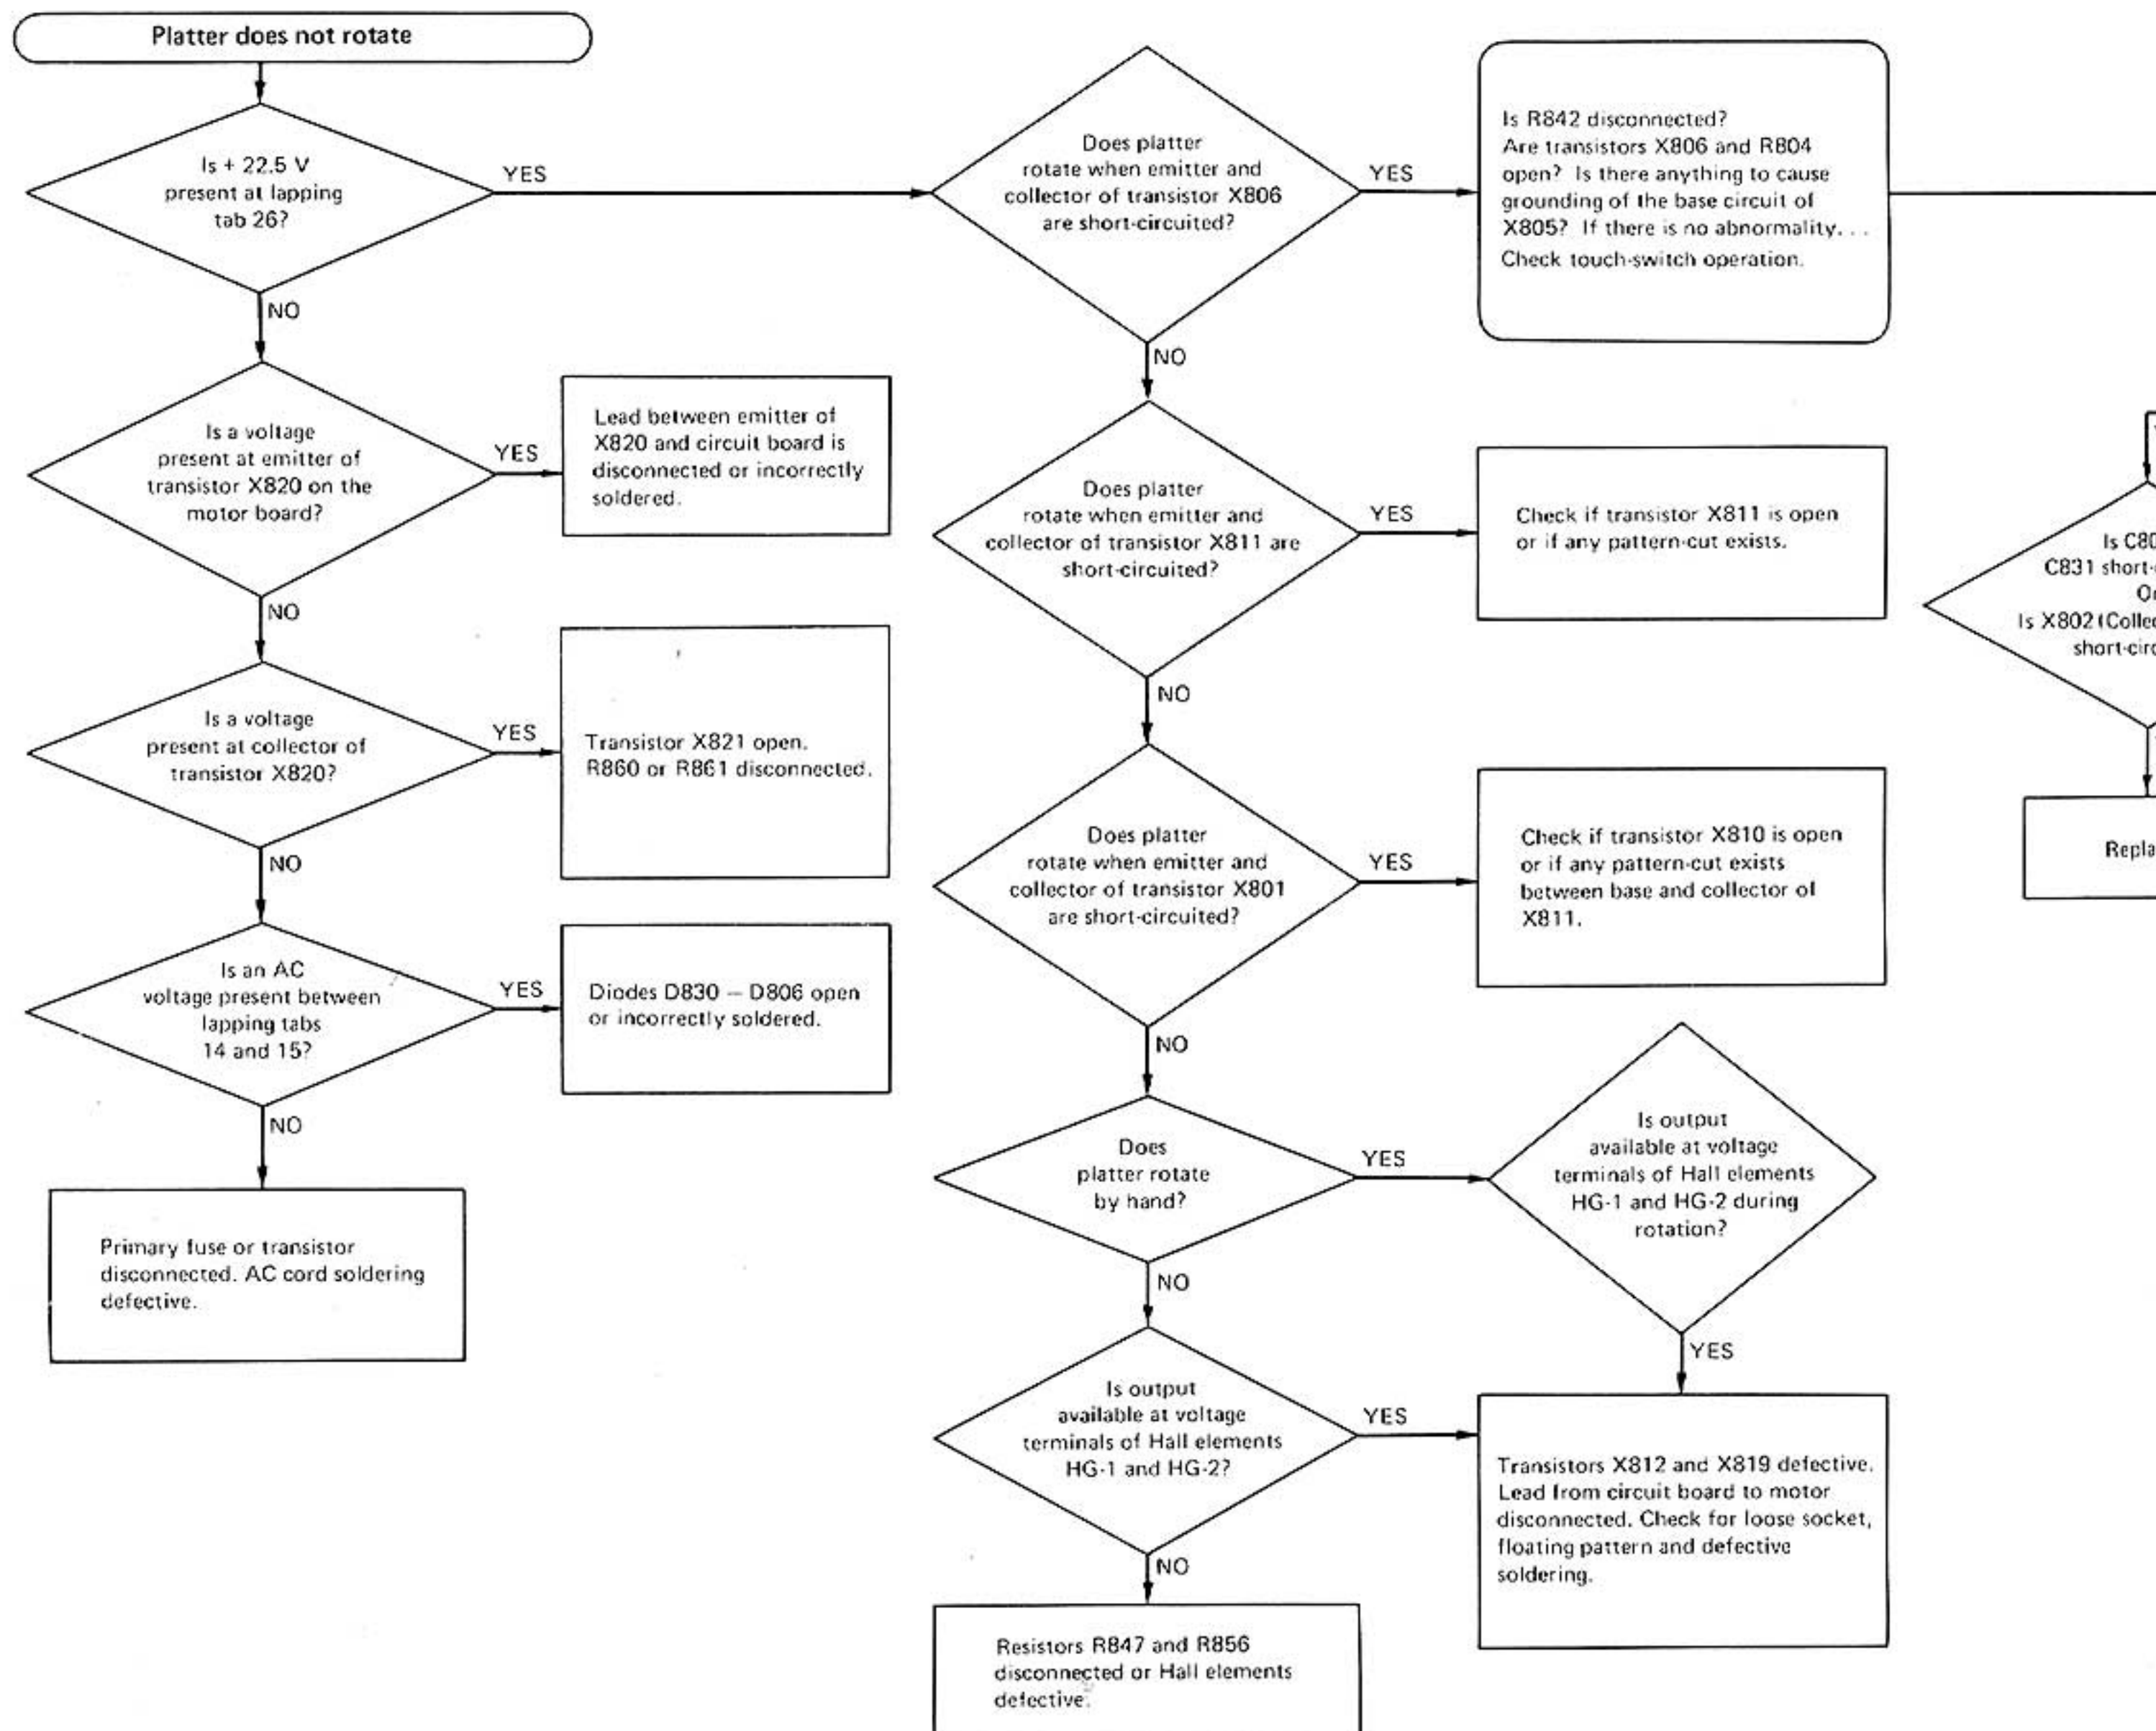 Platter does not rotate
Is + 22.5 V
present at lapping
tab 26?
YES
NO
Is a voltage
present at emitter of
transistor X820 on the
motor board?
YES
Lead between emitter of
X820 and circuit board is
disconnected or incorrectly
soldered.
NO
Is a voltage
present at collector of
transistor X820?
YES
Transistor X821 open.
R860 or R861 disconnected.
NO
Is an AC
voltage present between
lapping tabs
14 and 15?
YES
Diodes D830 – D806 open
or incorrectly soldered.
NO
Primary fuse or transistor
disconnected. AC cord soldering
defective.
Does platter
rotate when emitter and
collector of transistor X806
are short-circuited?
YES
Is R842 disconnected?
Are transistors X806 and R804
open? Is there anything to cause
grounding of the base circuit of
X805? If there is no abnormality. . .
Check touch-switch operation.
NO
Does platter
rotate when emitter and
collector of transistor X811 are
short-circuited?
YES
Check if transistor X811 is open
or if any pattern-cut exists.
NO
Does platter
rotate when emitter and
collector of transistor X801
are short-circuited?
YES
Check if transistor X810 is open
or if any pattern-cut exists
between base and collector of
X811.
NO
Does
platter rotate
by hand?
YES
Is output
available at voltage
terminals of Hall elements
HG-1 and HG-2 during
rotation?
YES
NO
Is output
available at voltage
terminals of Hall elements
HG-1 and HG-2?
YES
Transistors X812 and X819 defective.
Lead from circuit board to motor
disconnected. Check for loose socket,
floating pattern and defective
soldering.
NO
Resistors R847 and R856
disconnected or Hall elements
defective.
Is C80
C831 short-
Is X802 (Collec
short-circ
Repla